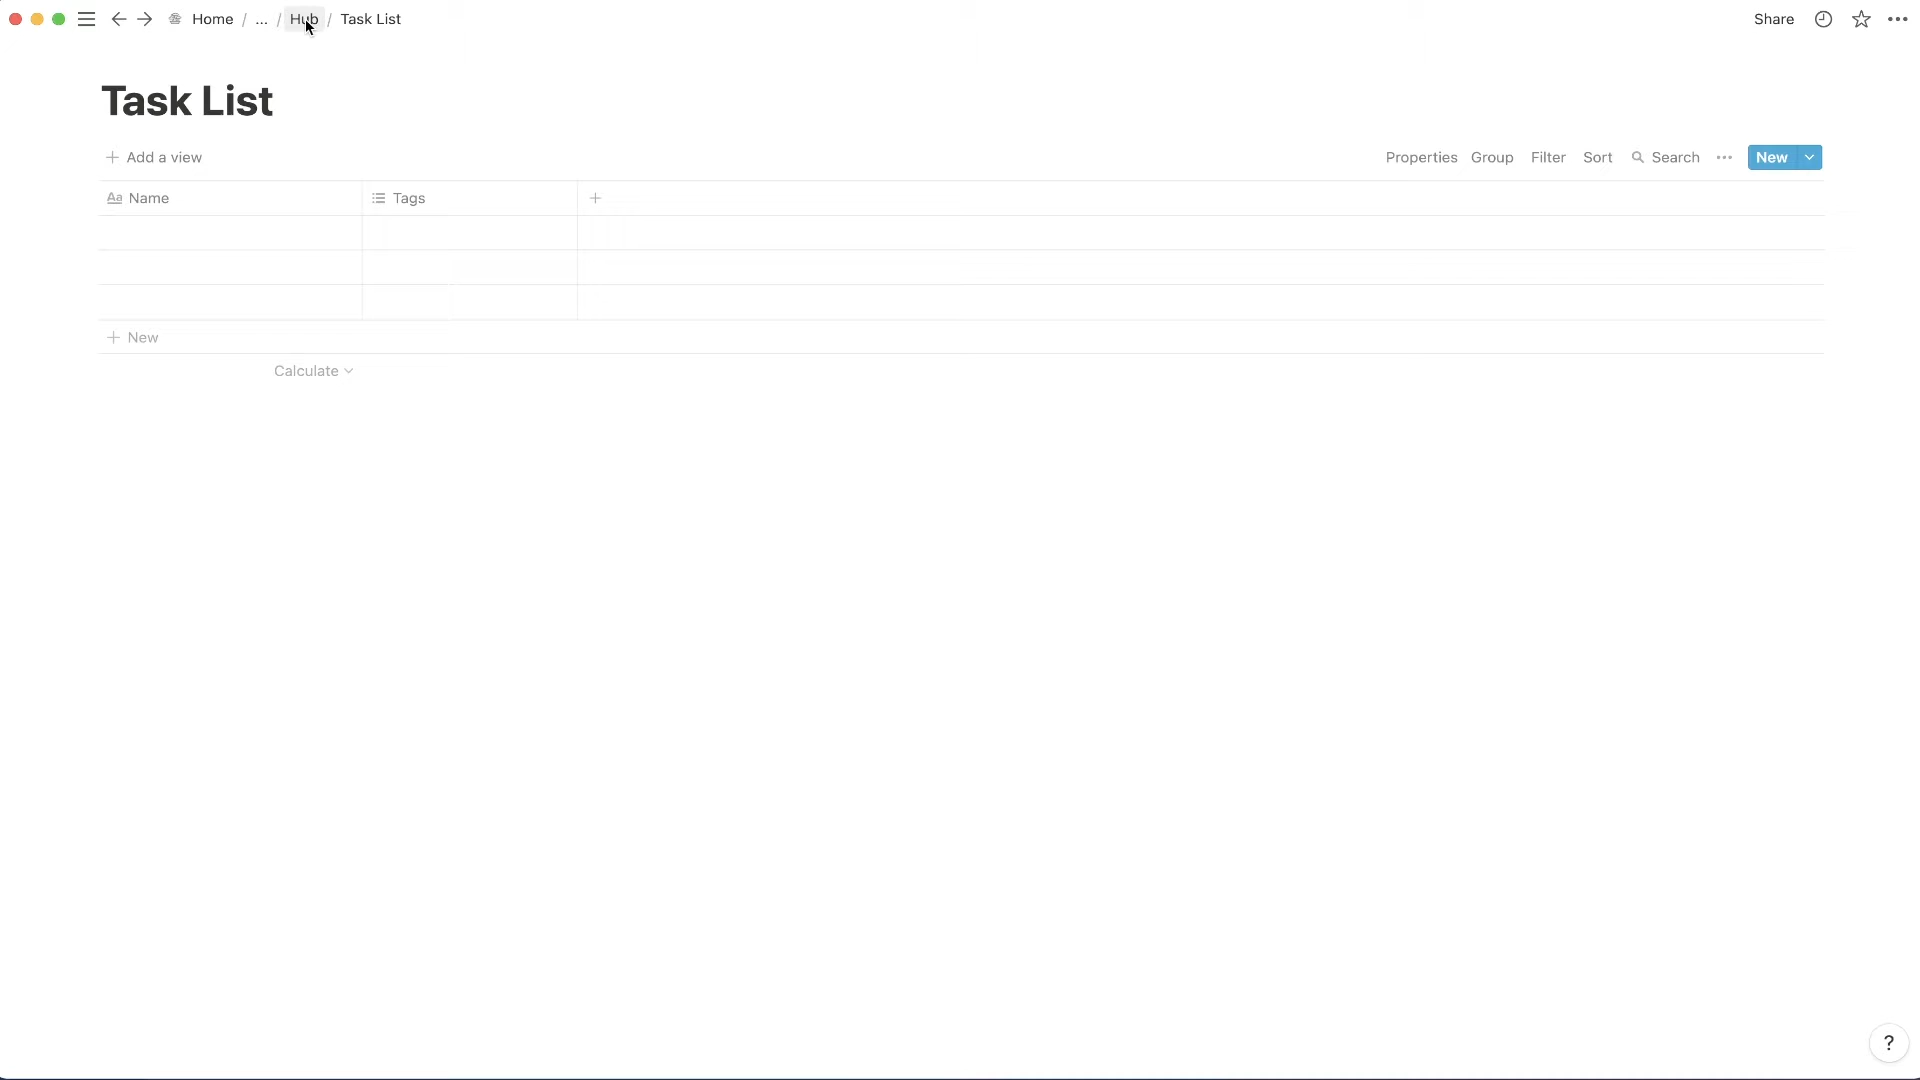 Home / ... / Hub / Task List Share
Task List
Add a view Properties Group Filter Sort Search New
Aa Name Tags
New
Calculate
?